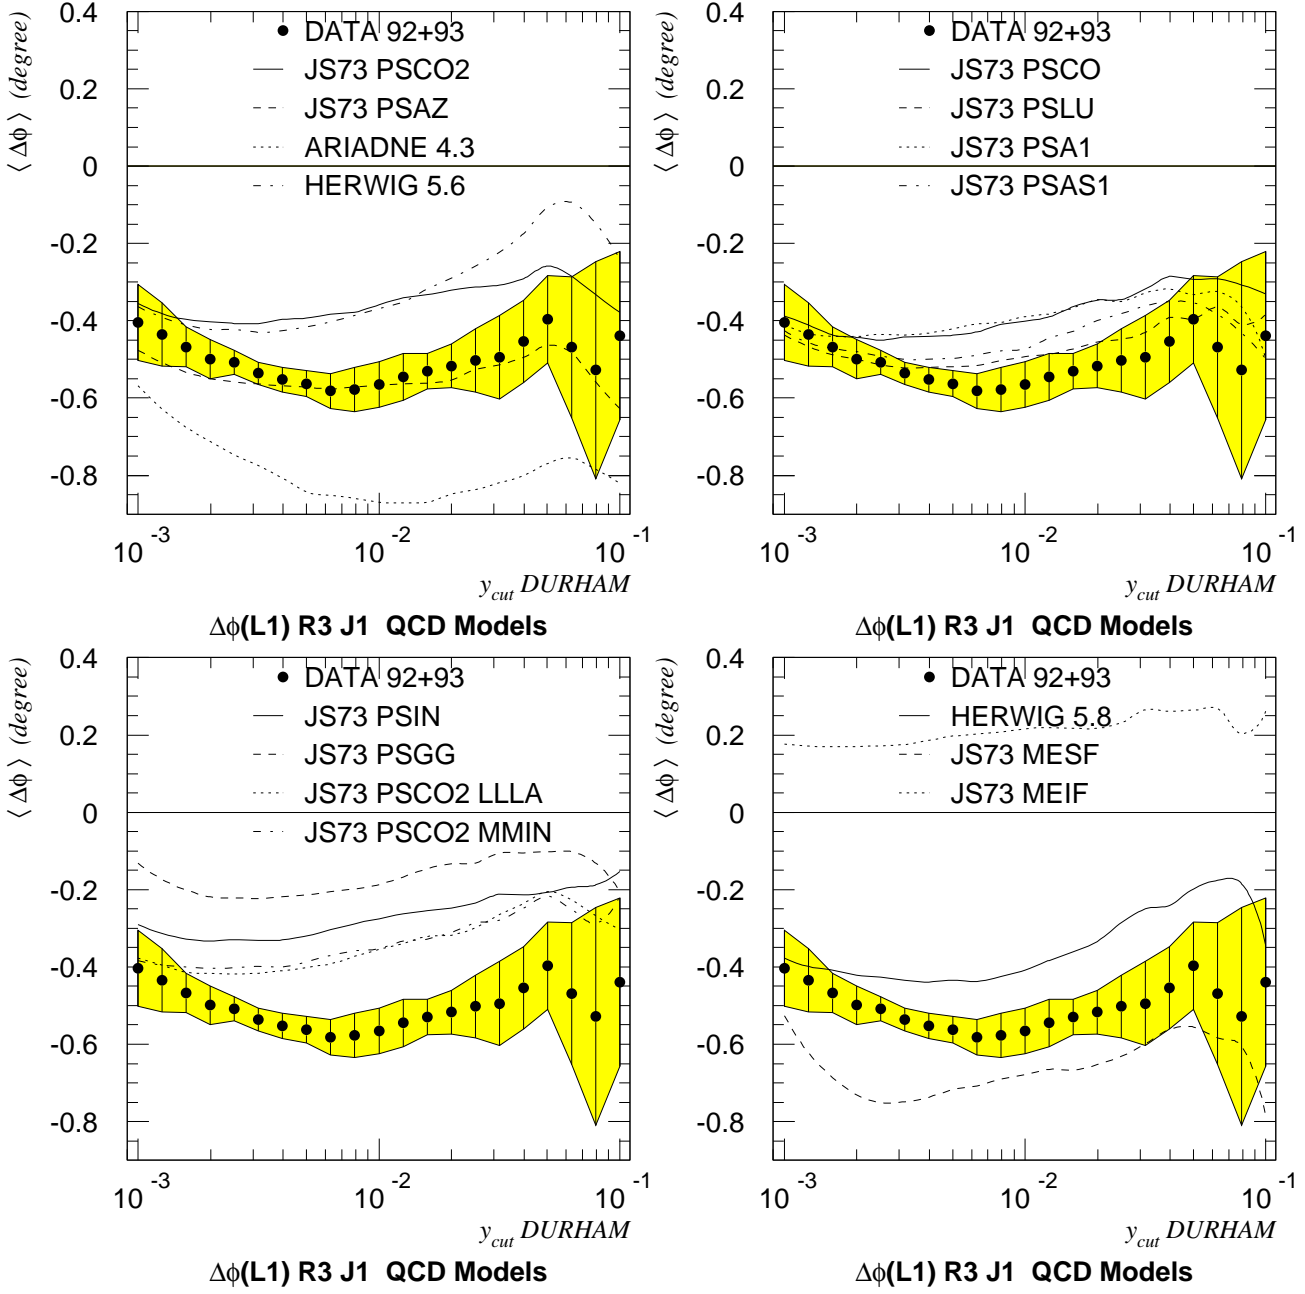 ⟨ Δϕ ⟩ (degree)
0.4
0.2
0
-0.2
-0.4
-0.6
-0.8
DATA 92+93
JS73 PSCO2
JS73 PSAZ
ARIADNE 4.3
HERWIG 5.6
10 -3
10 -2
10 -1
y cut DURHAM
Δϕ(L1) R3 J1 QCD Models
⟨ Δϕ ⟩ (degree)
0.4
0.2
0
-0.2
-0.4
-0.6
-0.8
DATA 92+93
JS73 PSCO
JS73 PSLU
JS73 PSA1
JS73 PSAS1
10 -3
10 -2
10 -1
y cut DURHAM
Δϕ(L1) R3 J1 QCD Models
⟨ Δϕ ⟩ (degree)
0.4
0.2
0
-0.2
-0.4
-0.6
-0.8
DATA 92+93
JS73 PSIN
JS73 PSGG
JS73 PSCO2 LLLA
JS73 PSCO2 MMIN
10 -3
10 -2
10 -1
y cut DURHAM
Δϕ(L1) R3 J1 QCD Models
⟨ Δϕ ⟩ (degree)
0.4
0.2
0
-0.2
-0.4
-0.6
-0.8
DATA 92+93
HERWIG 5.8
JS73 MESF
JS73 MEIF
10 -3
10 -2
10 -1
y cut DURHAM
Δϕ(L1) R3 J1 QCD Models